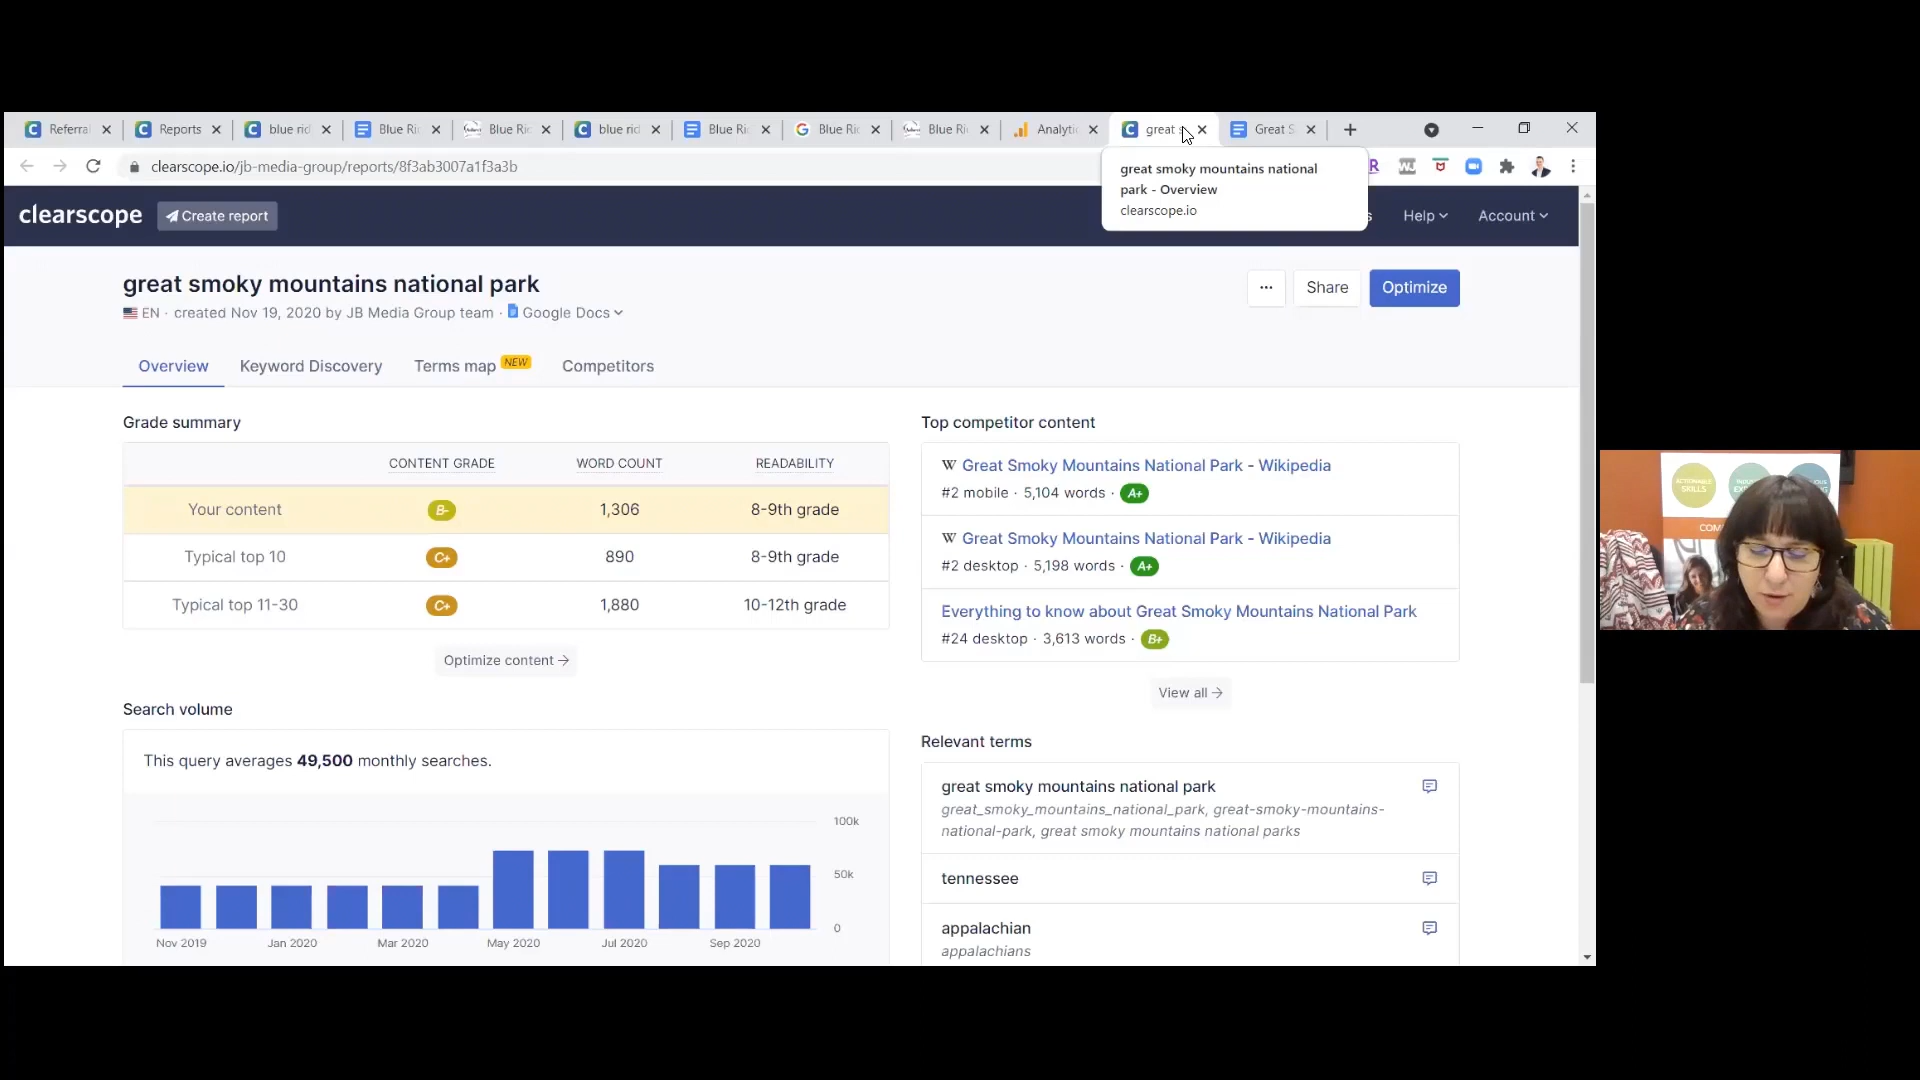 Referral
Reports
blue rid
Blue Ri
Blue Ri
blue rid
Blue Ri
Blue Ri
Blue Ri
Analytic
great s
Great S
clearscope.io/jb-media-group/reports/8f3ab3007a1f3a3b
great smoky mountains national
park - Overview
clearscope.io
clearscope
Create report
Help
Account
great smoky mountains national park
EN · created Nov 19, 2020 by JB Media Group team · Google Docs
... Share Optimize
Overview
Keyword Discovery
Terms map NEW
Competitors
Grade summary
CONTENT GRADE WORD COUNT READABILITY
Your content B- 1,306 8-9th grade
Typical top 10 C+ 890 8-9th grade
Typical top 11-30 C+ 1,880 10-12th grade
Optimize content →
Search volume
This query averages 49,500 monthly searches.
100k
50k
0
Nov 2019 Jan 2020 Mar 2020 May 2020 Jul 2020 Sep 2020
Top competitor content
W Great Smoky Mountains National Park - Wikipedia
#2 mobile · 5,104 words · A+
W Great Smoky Mountains National Park - Wikipedia
#2 desktop · 5,198 words · A+
Everything to know about Great Smoky Mountains National Park
#24 desktop · 3,613 words · B+
View all →
Relevant terms
great smoky mountains national park
great_smoky_mountains_national_park, great-smoky-mountains-
national-park, great smoky mountains national parks
tennessee
appalachian
appalachians
ACTIONABLE
SKILLS